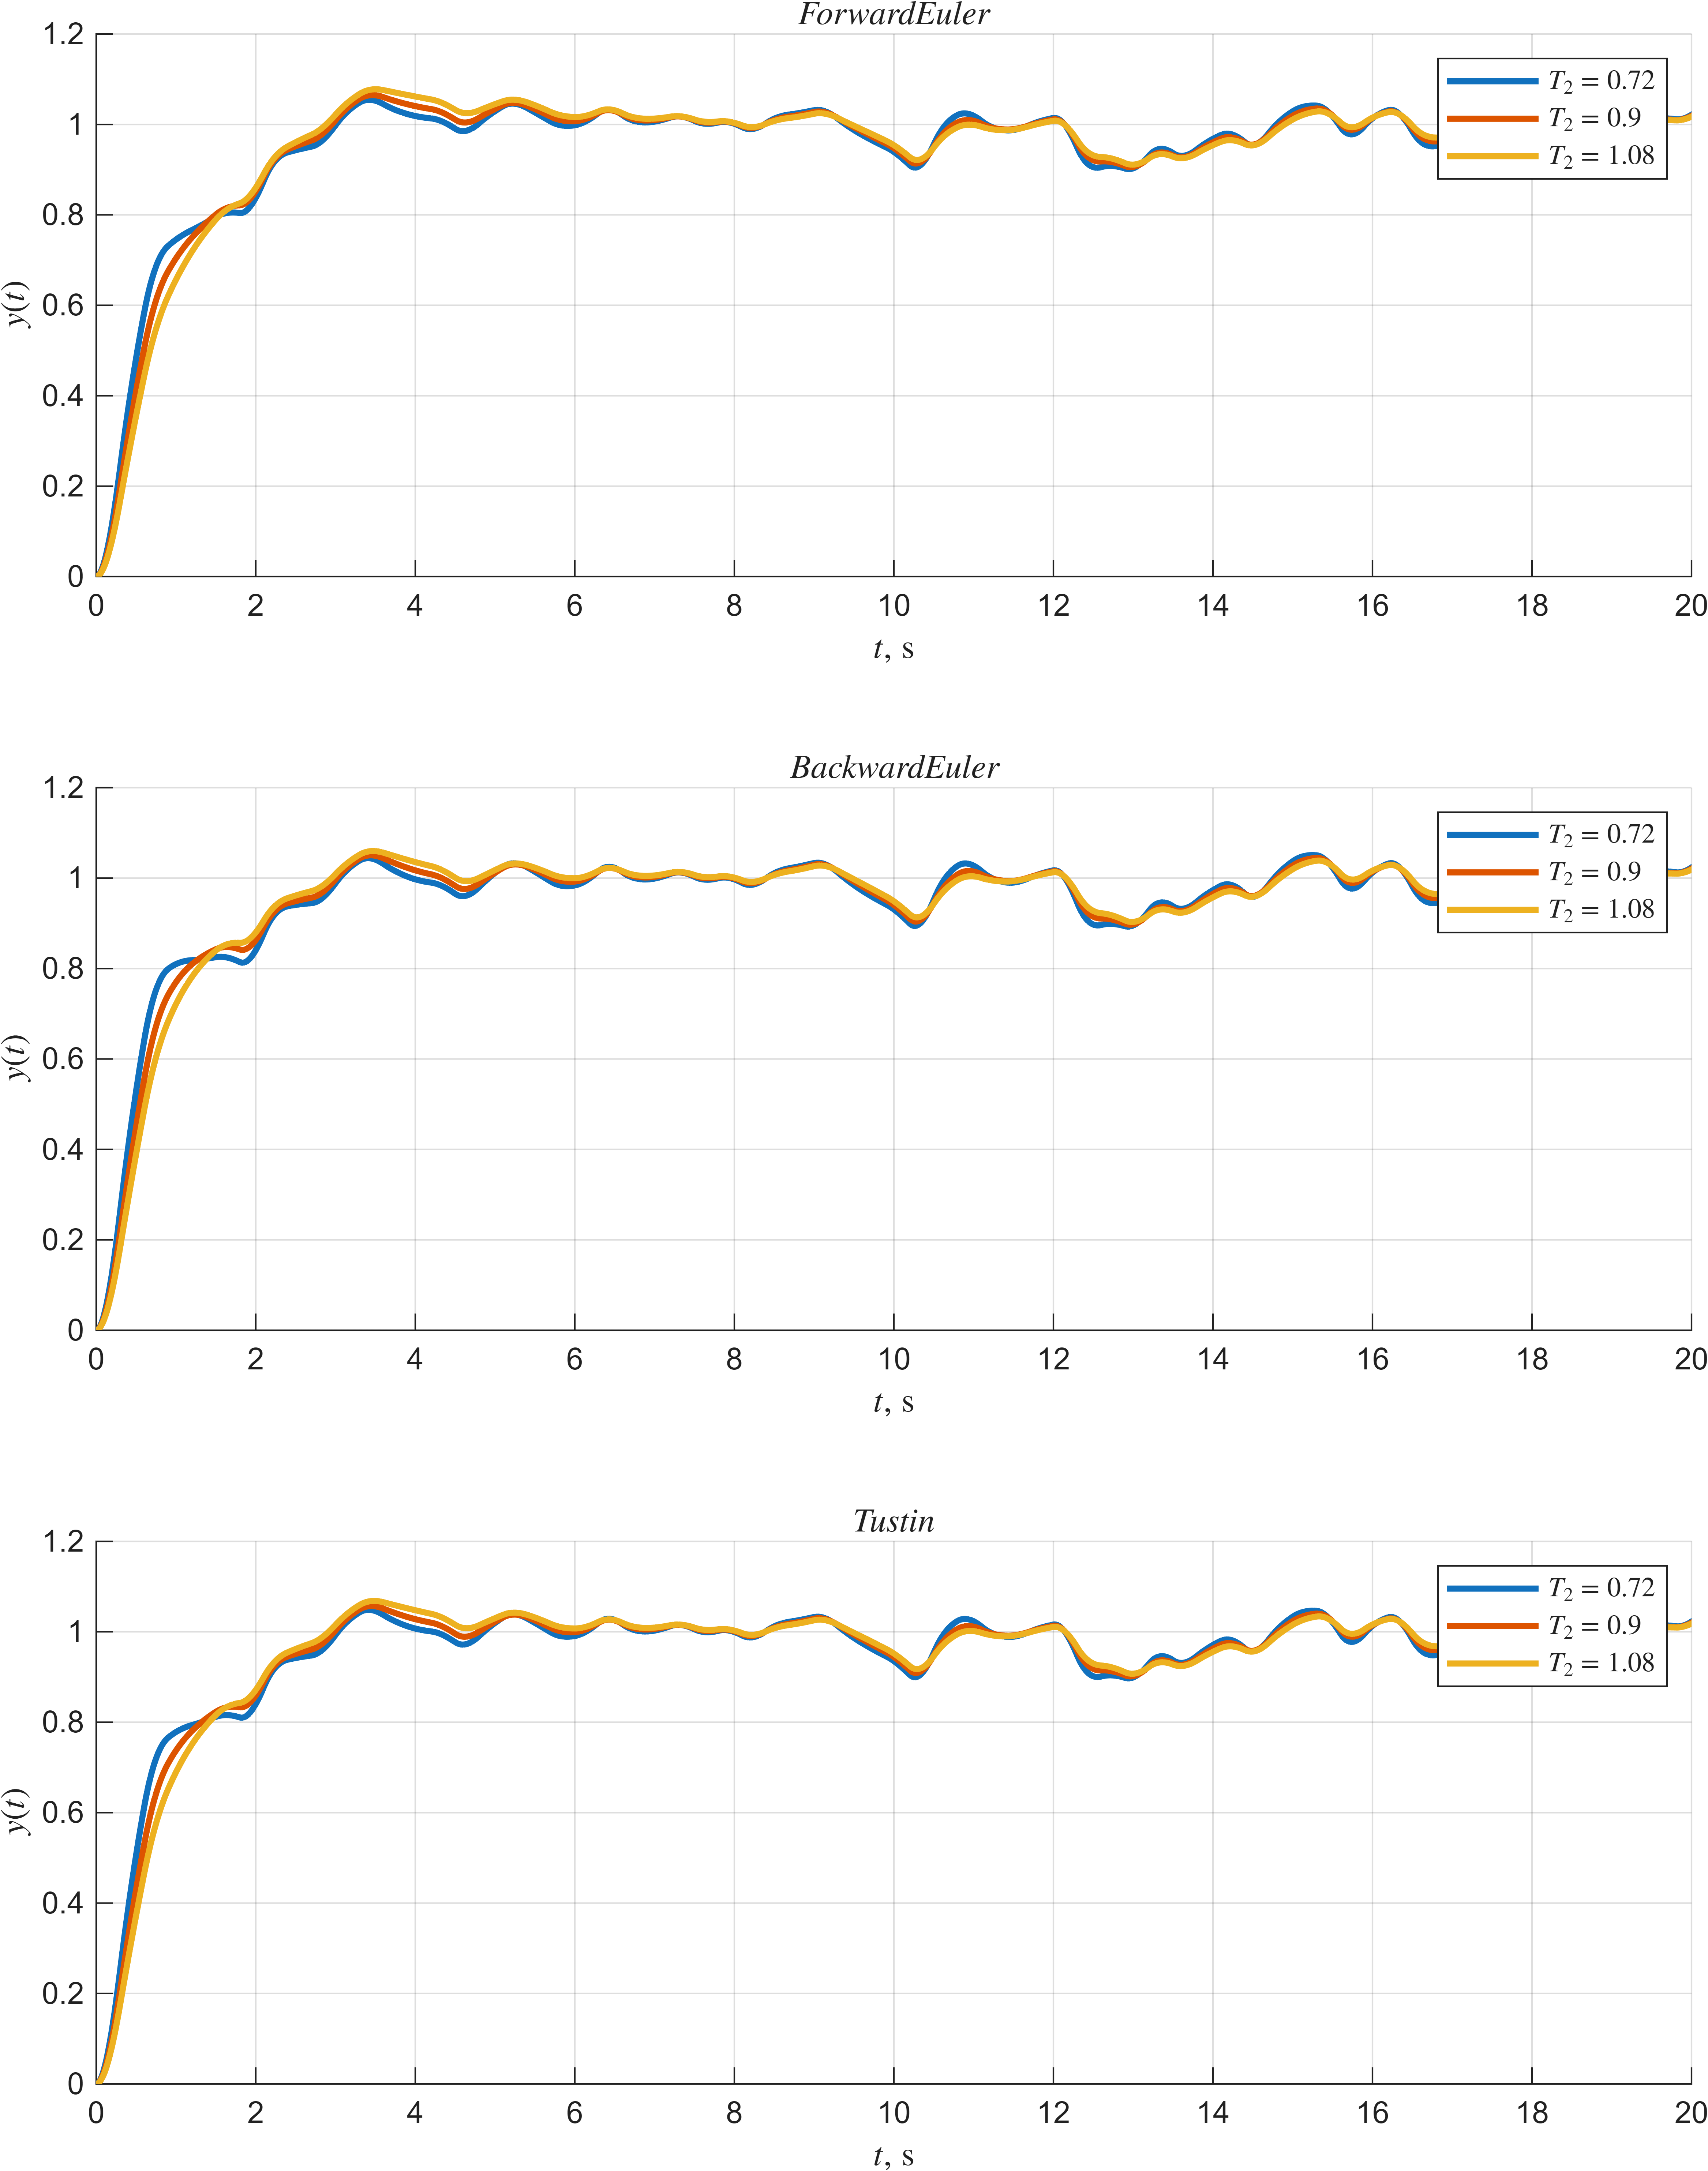 ForwardEuler
1.2
1
0.8
0.6
0.4
0.2
0
y(t)
T₂ = 0.72
T₂ = 0.9
T₂ = 1.08
0 2 4 6 8 10 12 14 16 18 20
t, s
BackwardEuler
1.2
1
0.8
0.6
0.4
0.2
0
y(t)
T₂ = 0.72
T₂ = 0.9
T₂ = 1.08
0 2 4 6 8 10 12 14 16 18 20
t, s
Tustin
1.2
1
0.8
0.6
0.4
0.2
0
y(t)
T₂ = 0.72
T₂ = 0.9
T₂ = 1.08
0 2 4 6 8 10 12 14 16 18 20
t, s